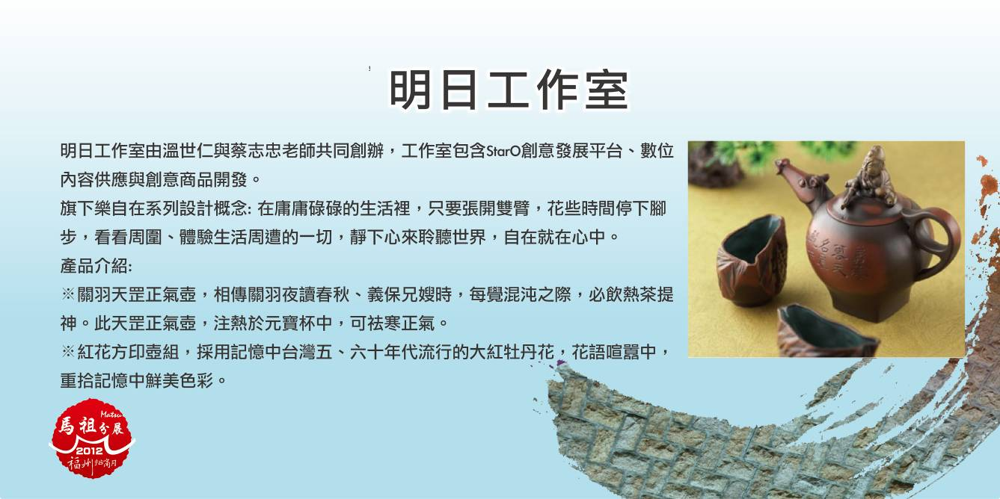 明日工作室
明日工作室由溫世仁與蔡志忠老師共同創辦，工作室包含StarO創意發展平台、數位
內容供應與創意商品開發。
旗下樂自在系列設計概念: 在庸庸碌碌的生活裡，只要張開雙臂，花些時間停下腳
步，看看周圍、體驗生活周遭的一切，靜下心來聆聽世界，自在就在心中。
產品介紹:
※關羽天罡正氣壺，相傳關羽夜讀春秋、義保兄嫂時，每覺混沌之際，必飲熱茶提
神。此天罡正氣壺，注熱於元寶杯中，可祛寒正氣。
※紅花方印壺組，採用記憶中台灣五、六十年代流行的大紅牡丹花，花語喧囂中，
重拾記憶中鮮美色彩。
Matsu
馬祖分展
2012
福州招商月